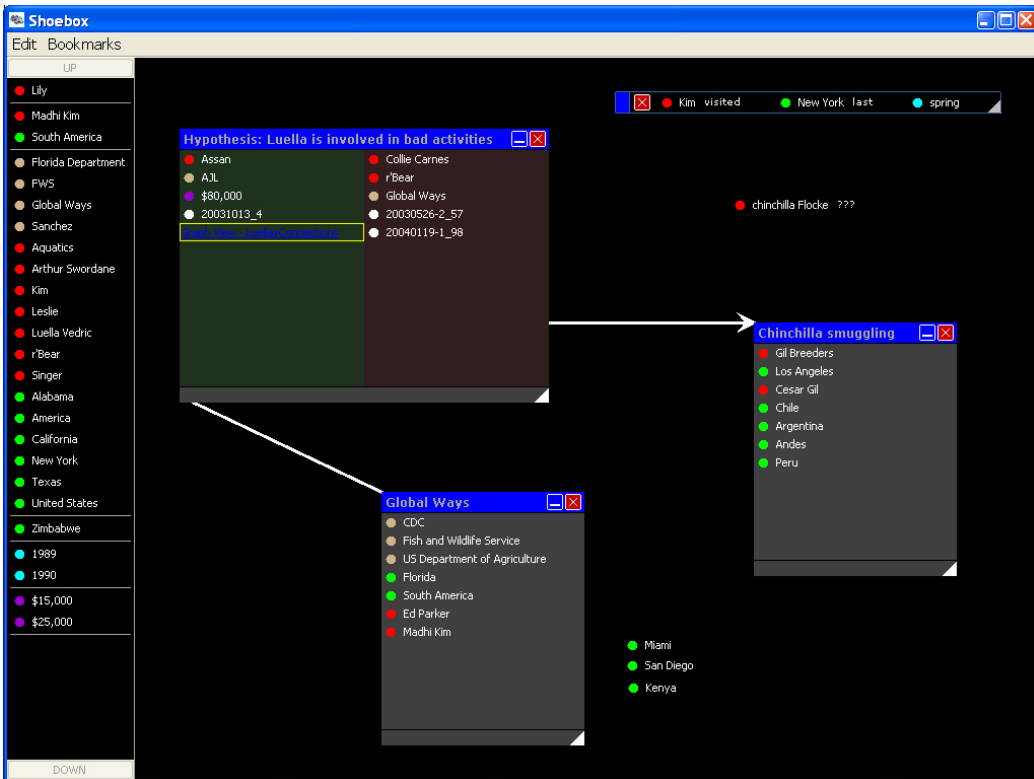 Shoebox
Edit Bookmarks
UP
Lily
Madhi Kim
South America
Florida Department
FWS
Global Ways
Sanchez
Aquatics
Arthur Swordane
Kim
Leslie
Luella Vedric
r'Bear
Singer
Alabama
America
California
New York
Texas
United States
Zimbabwe
1989
1990
$15,000
$25,000
DOWN
Kim visited New York last spring
Hypothesis: Luella is involved in bad activities
Assan
AJL
$80,000
20031013_4
Graph View - Luellas Connections
Collie Carnes
r'Bear
Global Ways
20030526-2_57
20040119-1_98
chinchilla Flocke ???
Chinchilla smuggling
Gil Breeders
Los Angeles
Cesar Gil
Chile
Argentina
Andes
Peru
Global Ways
CDC
Fish and Wildlife Service
US Department of Agriculture
Florida
South America
Ed Parker
Madhi Kim
Miami
San Diego
Kenya